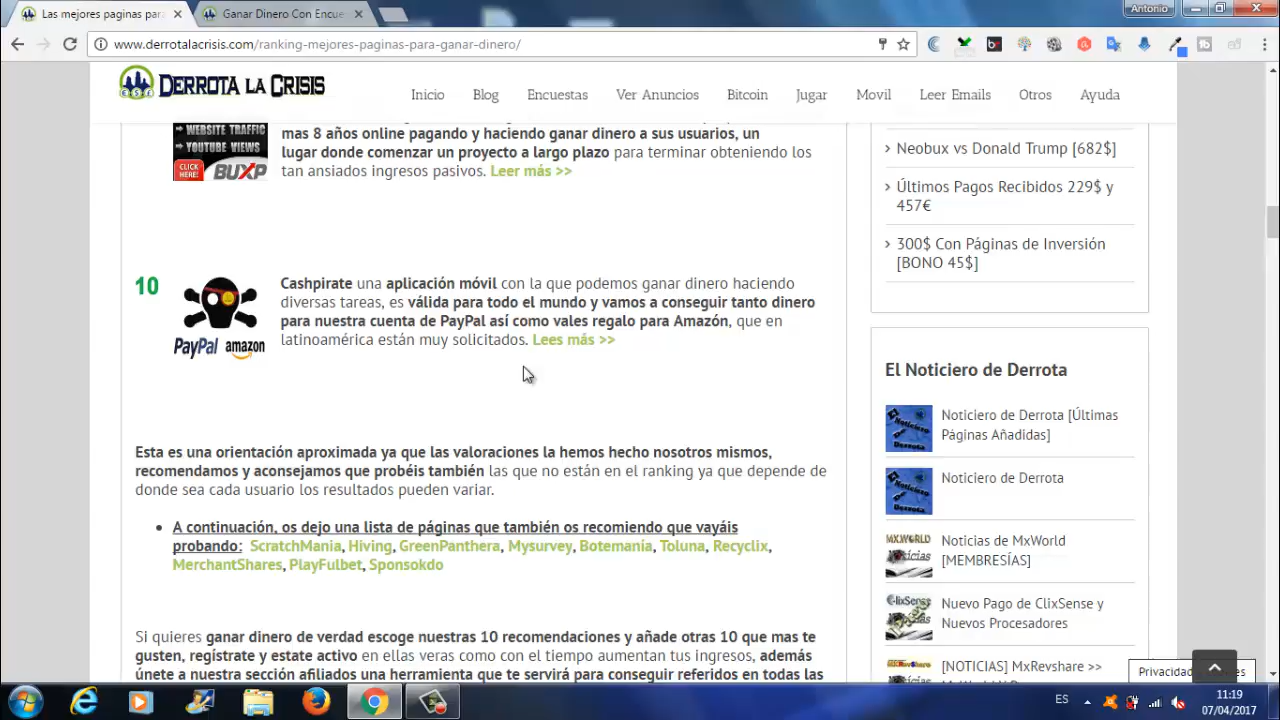 Las mejores paginas par
Ganar Dinero Con Encue
Antonio
www.derrotalacrisis.com/ranking-mejores-paginas-para-ganar-dinero/
DERROTA LA CRISIS
Inicio
Blog
Encuestas
Ver Anuncios
Bitcoin
Jugar
Movil
Leer Emails
Otros
Ayuda
WEBSITE TRAFFIC
YOUTUBE VIEWS
CLICK HERE!
BUXP
mas 8 años online pagando y haciendo ganar dinero a sus usuarios, un
lugar donde comenzar un proyecto a largo plazo para terminar obteniendo los
tan ansiados ingresos pasivos. Leer más >>
10
PayPal amazon
Cashpirate una aplicación móvil con la que podemos ganar dinero haciendo
diversas tareas, es válida para todo el mundo y vamos a conseguir tanto dinero
para nuestra cuenta de PayPal así como vales regalo para Amazón, que en
latinoamérica están muy solicitados. Lees más >>
Esta es una orientación aproximada ya que las valoraciones la hemos hecho nosotros mismos,
recomendamos y aconsejamos que probéis también las que no están en el ranking ya que depende de
donde sea cada usuario los resultados pueden variar.
A continuación, os dejo una lista de páginas que también os recomiendo que vayáis
probando: ScratchMania, Hiving, GreenPanthera, Mysurvey, Botemanía, Toluna, Recyclix,
MerchantShares, PlayFulbet, Sponsokdo
Si quieres ganar dinero de verdad escoge nuestras 10 recomendaciones y añade otras 10 que mas te
gusten, regístrate y estate activo en ellas veras como con el tiempo aumentan tus ingresos, además
únete a nuestra sección afiliados una herramienta que te servirá para conseguir referidos en todas las
Neobux vs Donald Trump [682$]
Últimos Pagos Recibidos 229$ y
457€
300$ Con Páginas de Inversión
[BONO 45$]
El Noticiero de Derrota
Noticiero de Derrota [Últimas
Páginas Añadidas]
Noticiero de Derrota
Noticias de MxWorld
[MEMBRESÍAS]
Nuevo Pago de ClixSense y
Nuevos Procesadores
[NOTICIAS] MxRevshare >>
Privacidad
ES
11:19
07/04/2017